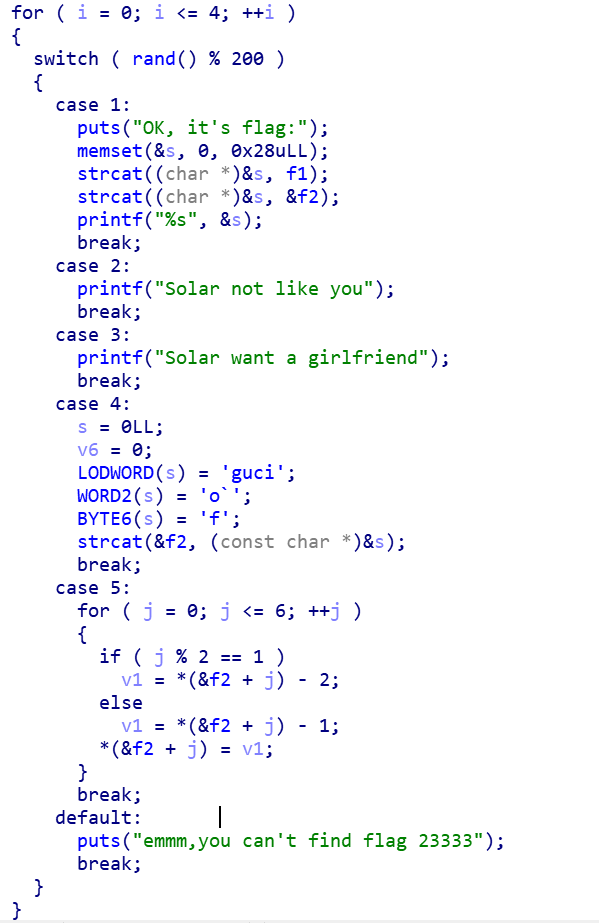 for ( i = 0; i <= 4; ++i )
{
  switch ( rand() % 200 )
  {
    case 1:
      puts("OK, it's flag:");
      memset(&s, 0, 0x28uLL);
      strcat((char *)&s, f1);
      strcat((char *)&s, &f2);
      printf("%s", &s);
      break;
    case 2:
      printf("Solar not like you");
      break;
    case 3:
      printf("Solar want a girlfriend");
      break;
    case 4:
      s = 0LL;
      v6 = 0;
      LODWORD(s) = 'guci';
      WORD2(s) = 'o`';
      BYTE6(s) = 'f';
      strcat(&f2, (const char *)&s);
      break;
    case 5:
      for ( j = 0; j <= 6; ++j )
      {
        if ( j % 2 == 1 )
          v1 = *(&f2 + j) - 2;
        else
          v1 = *(&f2 + j) - 1;
        *(&f2 + j) = v1;
      }
      break;
    default:
      puts("emmm,you can't find flag 23333");
      break;
  }
}